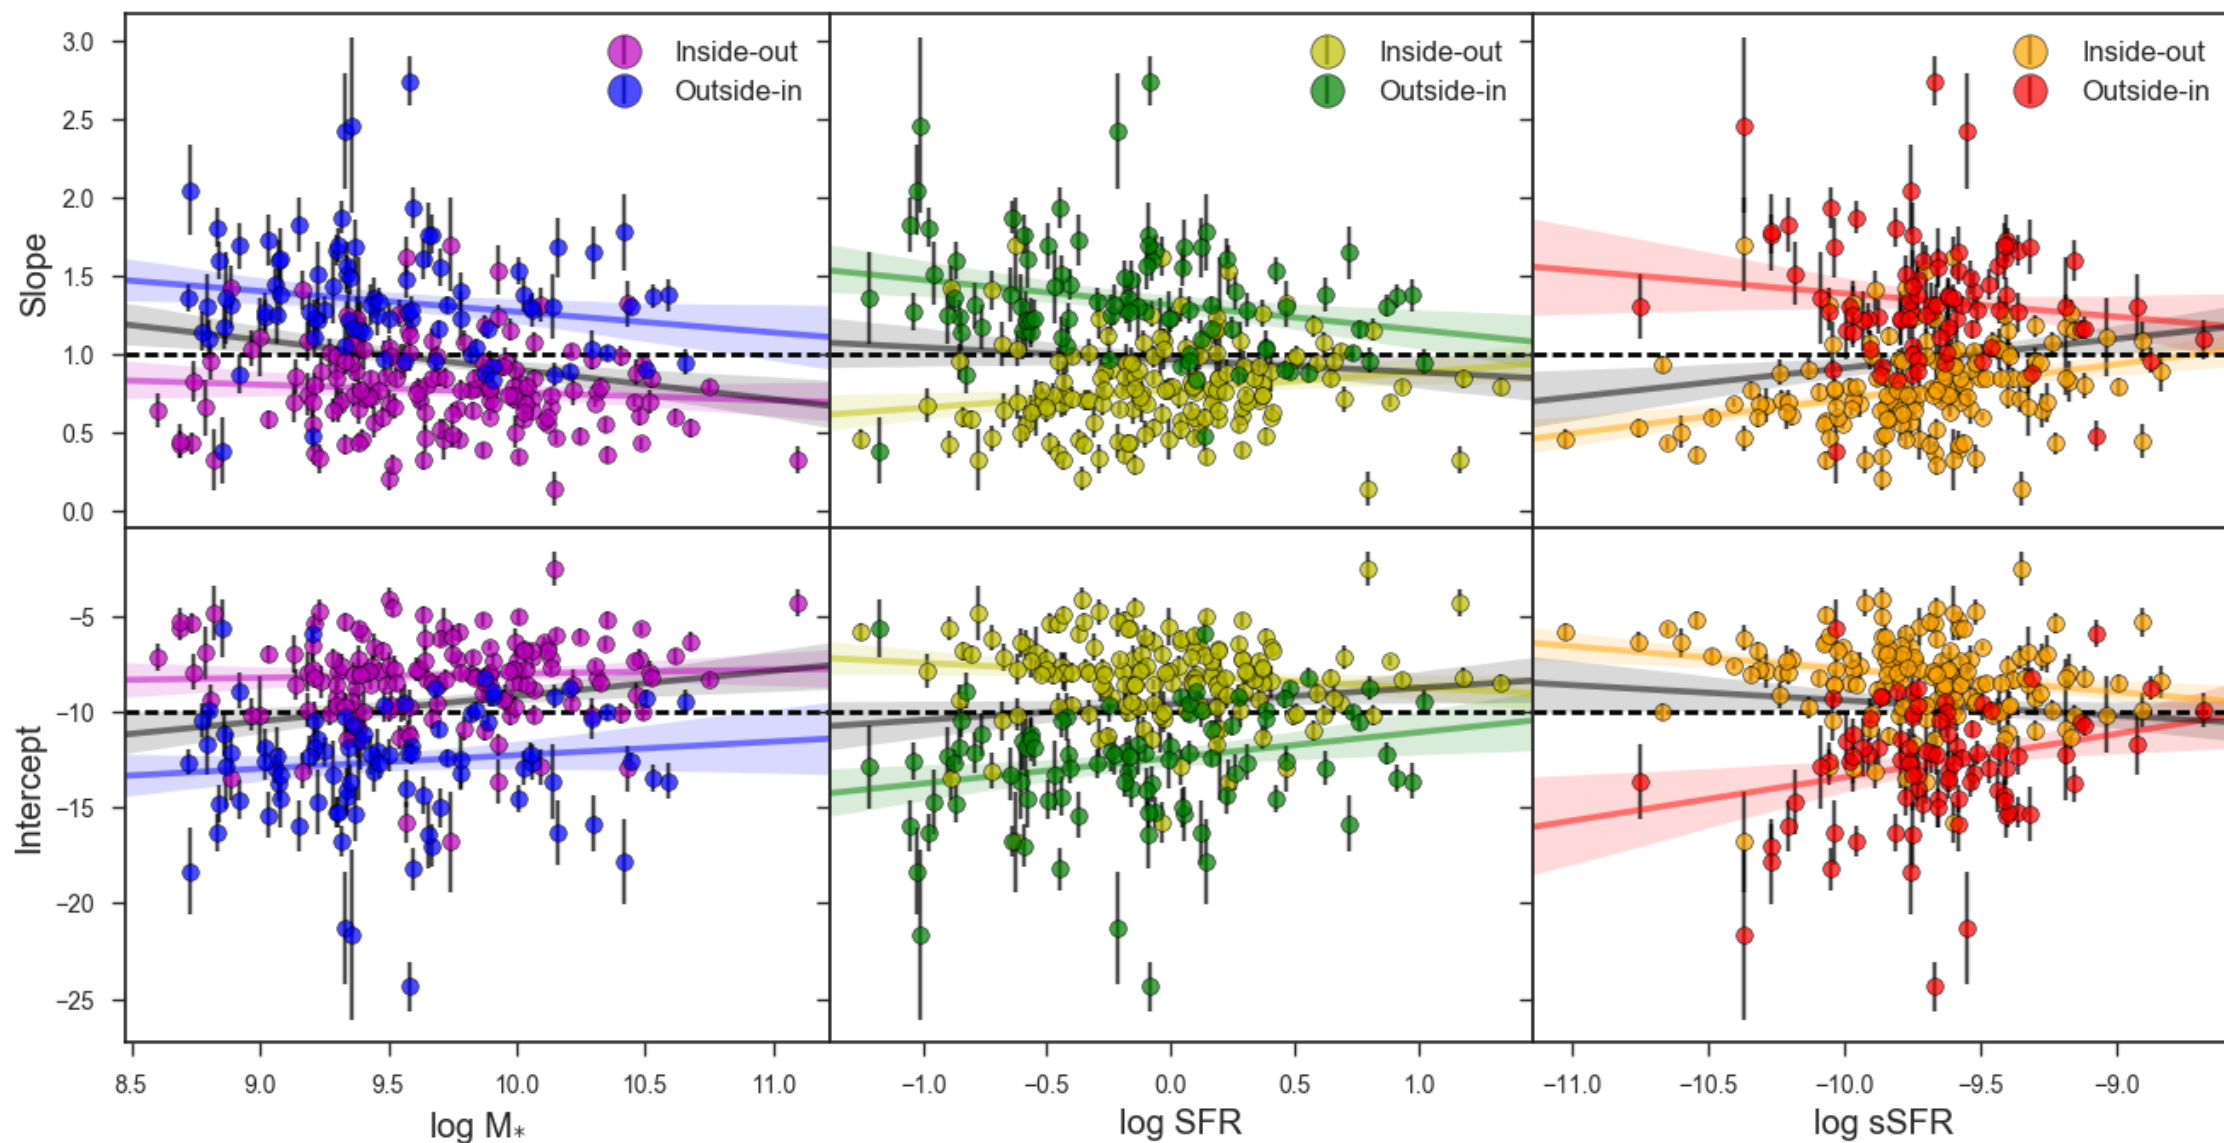 Slope
3.0
2.5
2.0
1.5
1.0
0.5
0.0
Inside-out
Outside-in
Inside-out
Outside-in
Inside-out
Outside-in
Intercept
−5
−10
−15
−20
−25
8.5 9.0 9.5 10.0 10.5 11.0
−1.0 −0.5 0.0 0.5 1.0
−11.0 −10.5 −10.0 −9.5 −9.0
log M*
log SFR
log sSFR